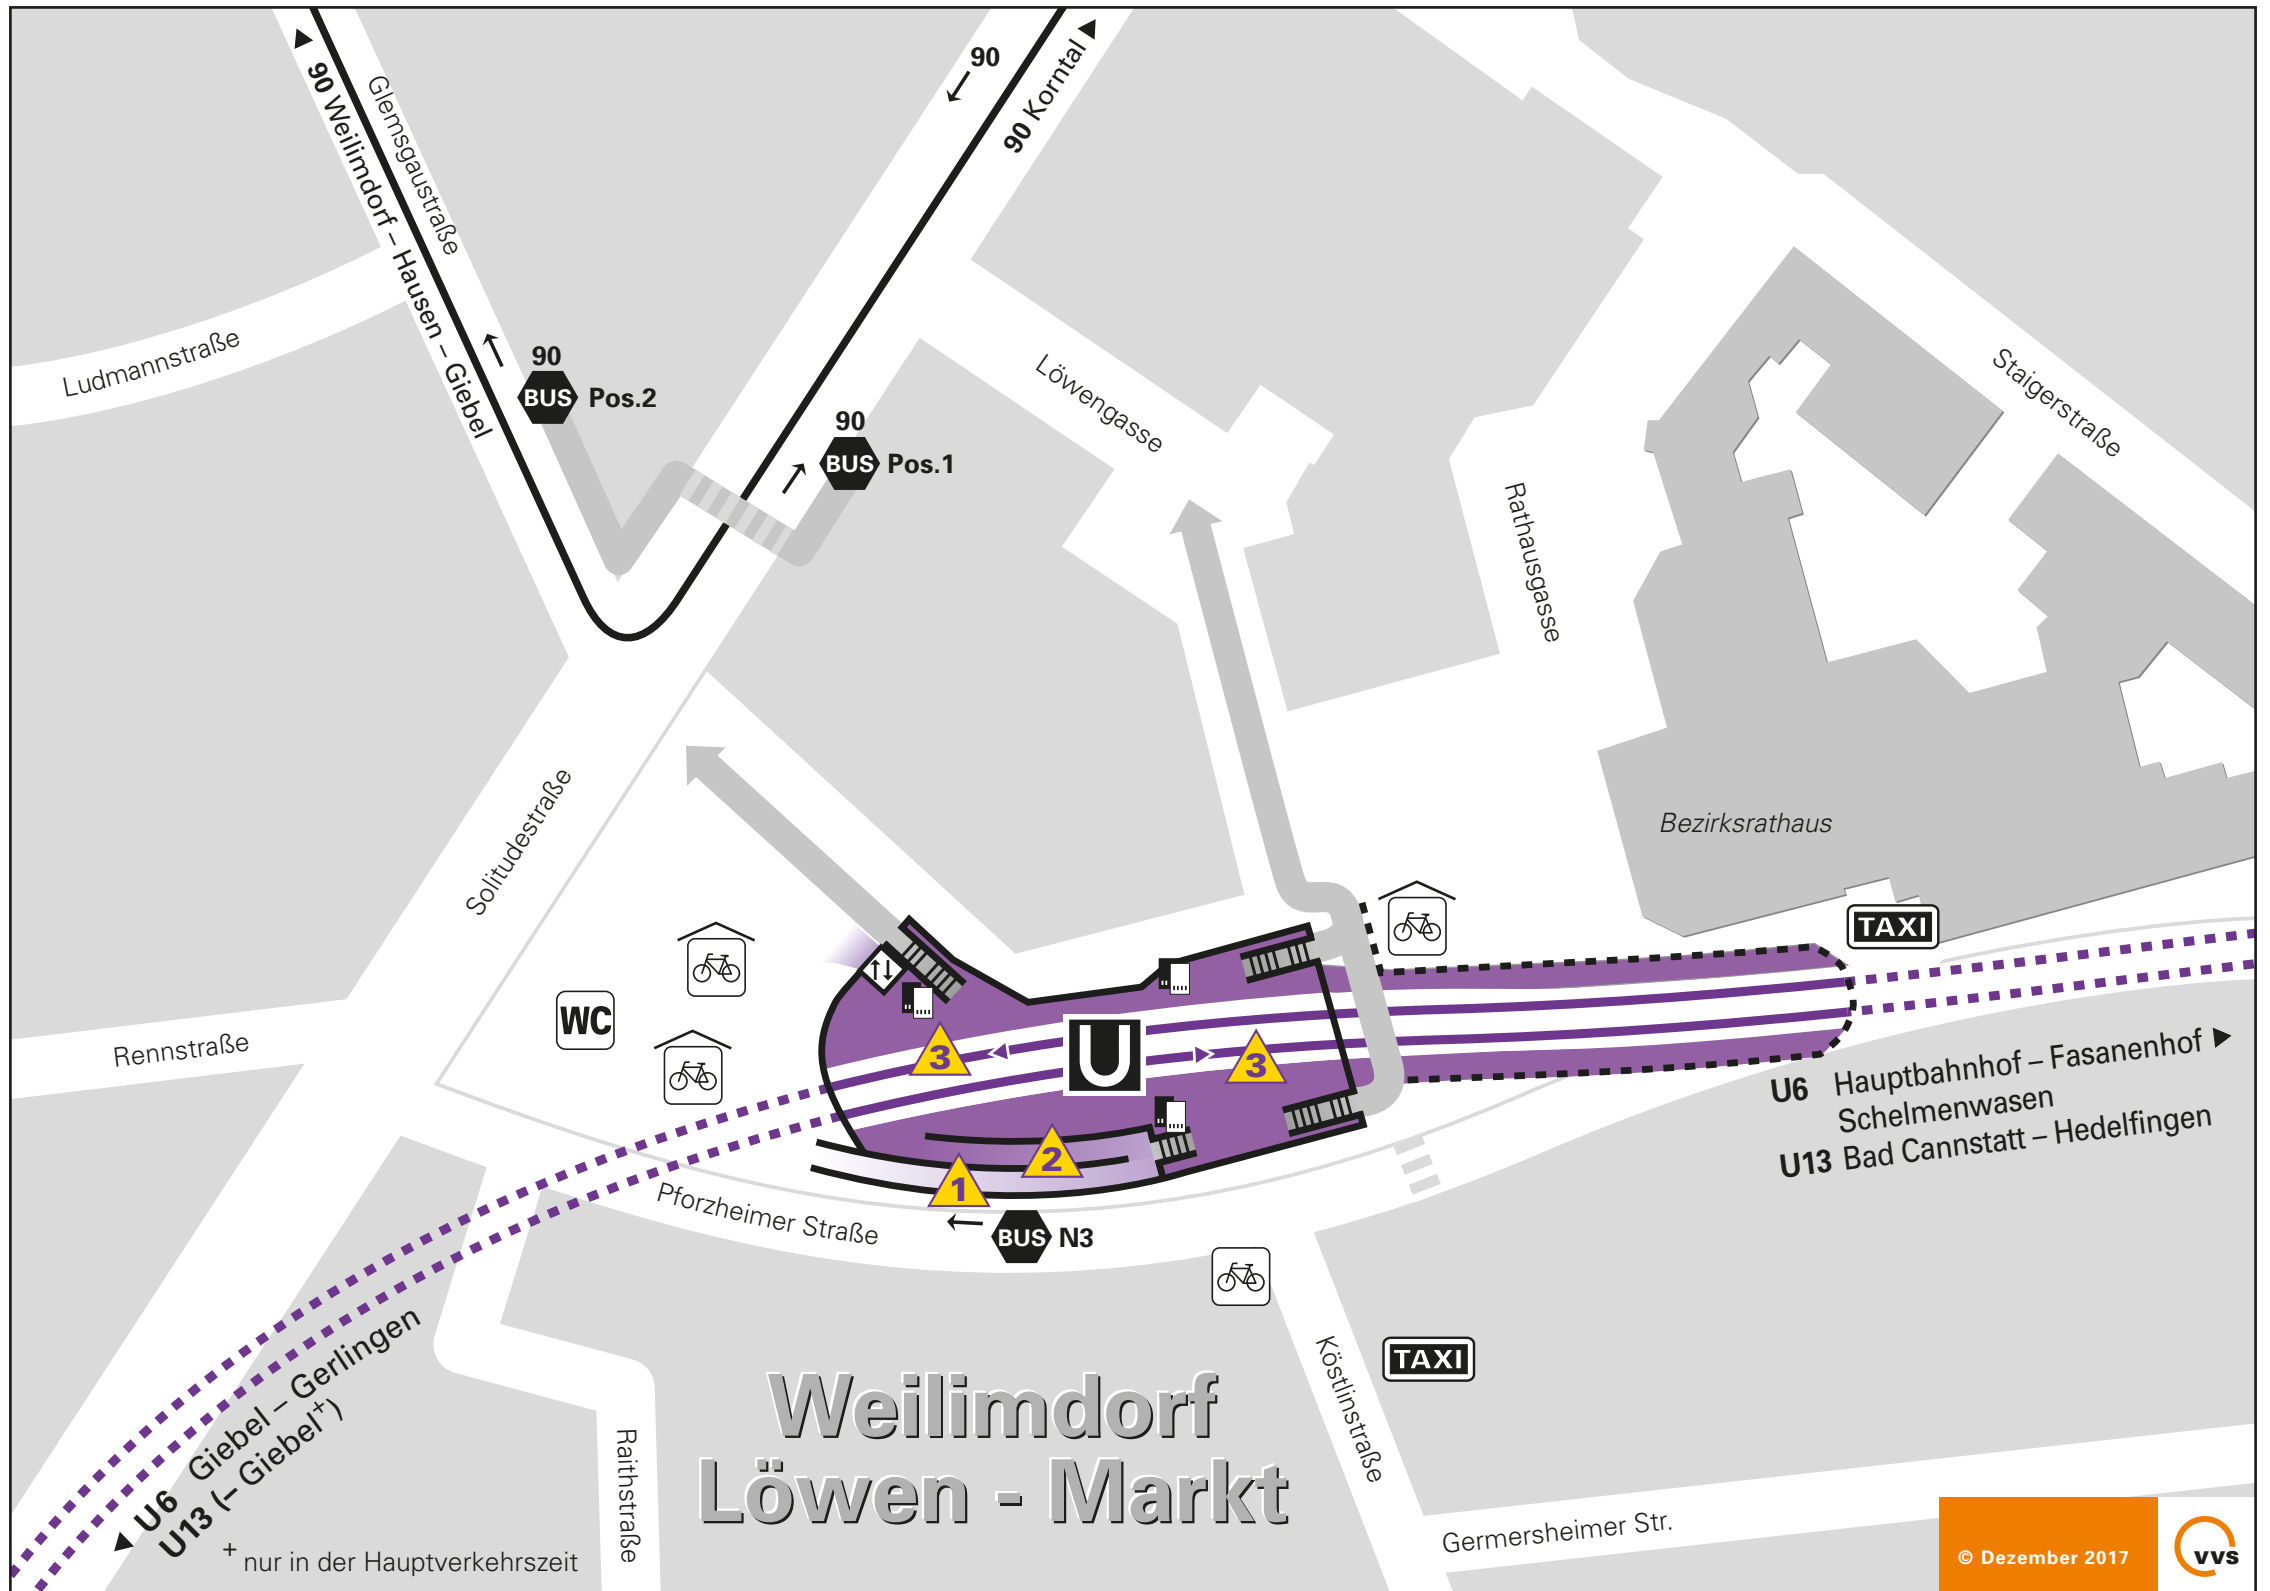 90
90 Korntal
90 Weilimdorf – Hausen – Giebel
Glemsgaustraße
Ludmannstraße
90
BUS Pos.2
90
BUS Pos.1
Löwengasse
Staigerstraße
Rathausgasse
Bezirksrathaus
Solitudestraße
TAXI
WC
Rennstraße
3
U
3
2
1
Pforzheimer Straße
BUS N3
U6 Hauptbahnhof – Fasanenhof
Schelmenwasen
U13 Bad Cannstatt – Hedelfingen
TAXI
Köstlinstraße
U6 Giebel – Gerlingen
U13 (– Giebel+)
+ nur in der Hauptverkehrszeit
Raithstraße
Weilimdorf
Löwen - Markt
Germersheimer Str.
© Dezember 2017
vvs